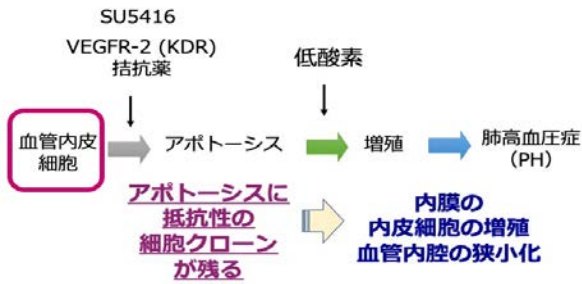 SU5416
VEGFR-2 (KDR)
拮抗薬
低酸素
血管内皮
細胞
アポトーシス
増殖
肺高血圧症
（PH）
アポトーシスに
抵抗性の
細胞クローン
が残る
内膜の
内皮細胞の増殖
血管内腔の狭小化